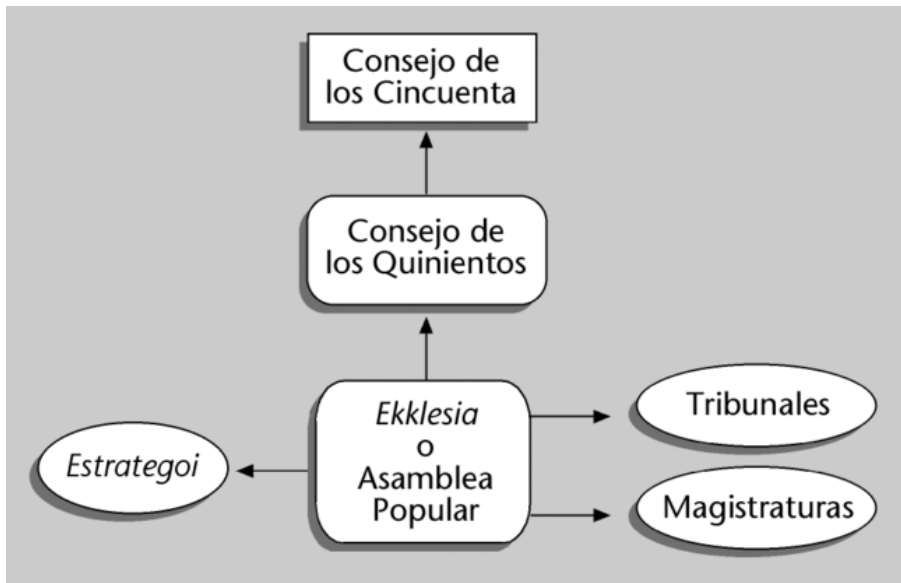 Consejo de
los Cincuenta
Consejo de
los Quinientos
Ekklesia
o
Asamblea
Popular
Estrategoi
Tribunales
Magistraturas